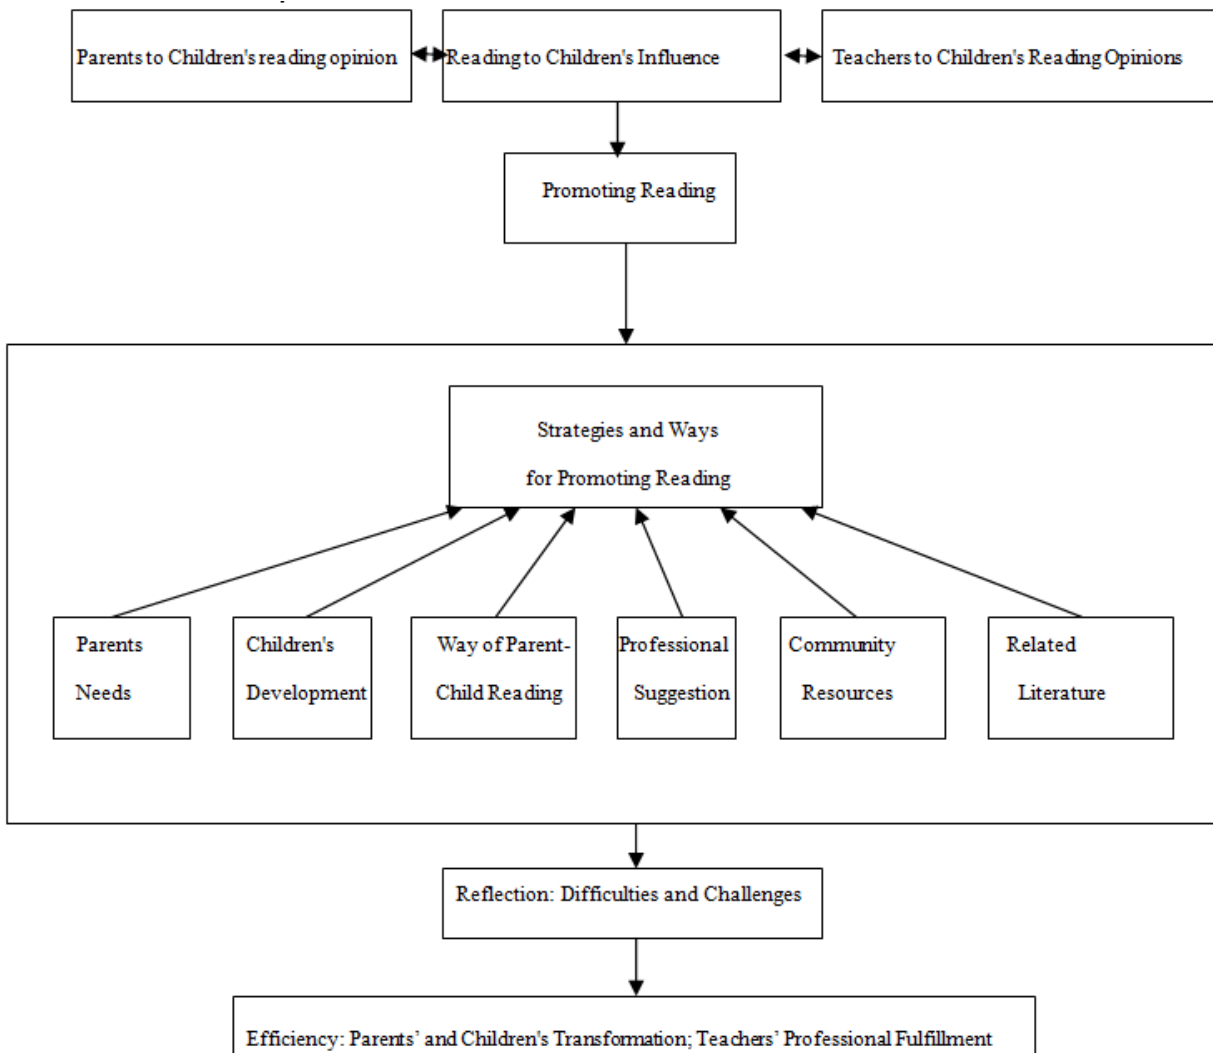 Parents to Children's reading opinion
Reading to Children's Influence
Teachers to Children's Reading Opinions
Promoting Reading
Strategies and Ways
for Promoting Reading
Parents
Needs
Children's
Development
Way of Parent-
Child Reading
Professional
Suggestion
Community
Resources
Related
Literature
Reflection: Difficulties and Challenges
Efficiency: Parents’ and Children's Transformation; Teachers’ Professional Fulfillment